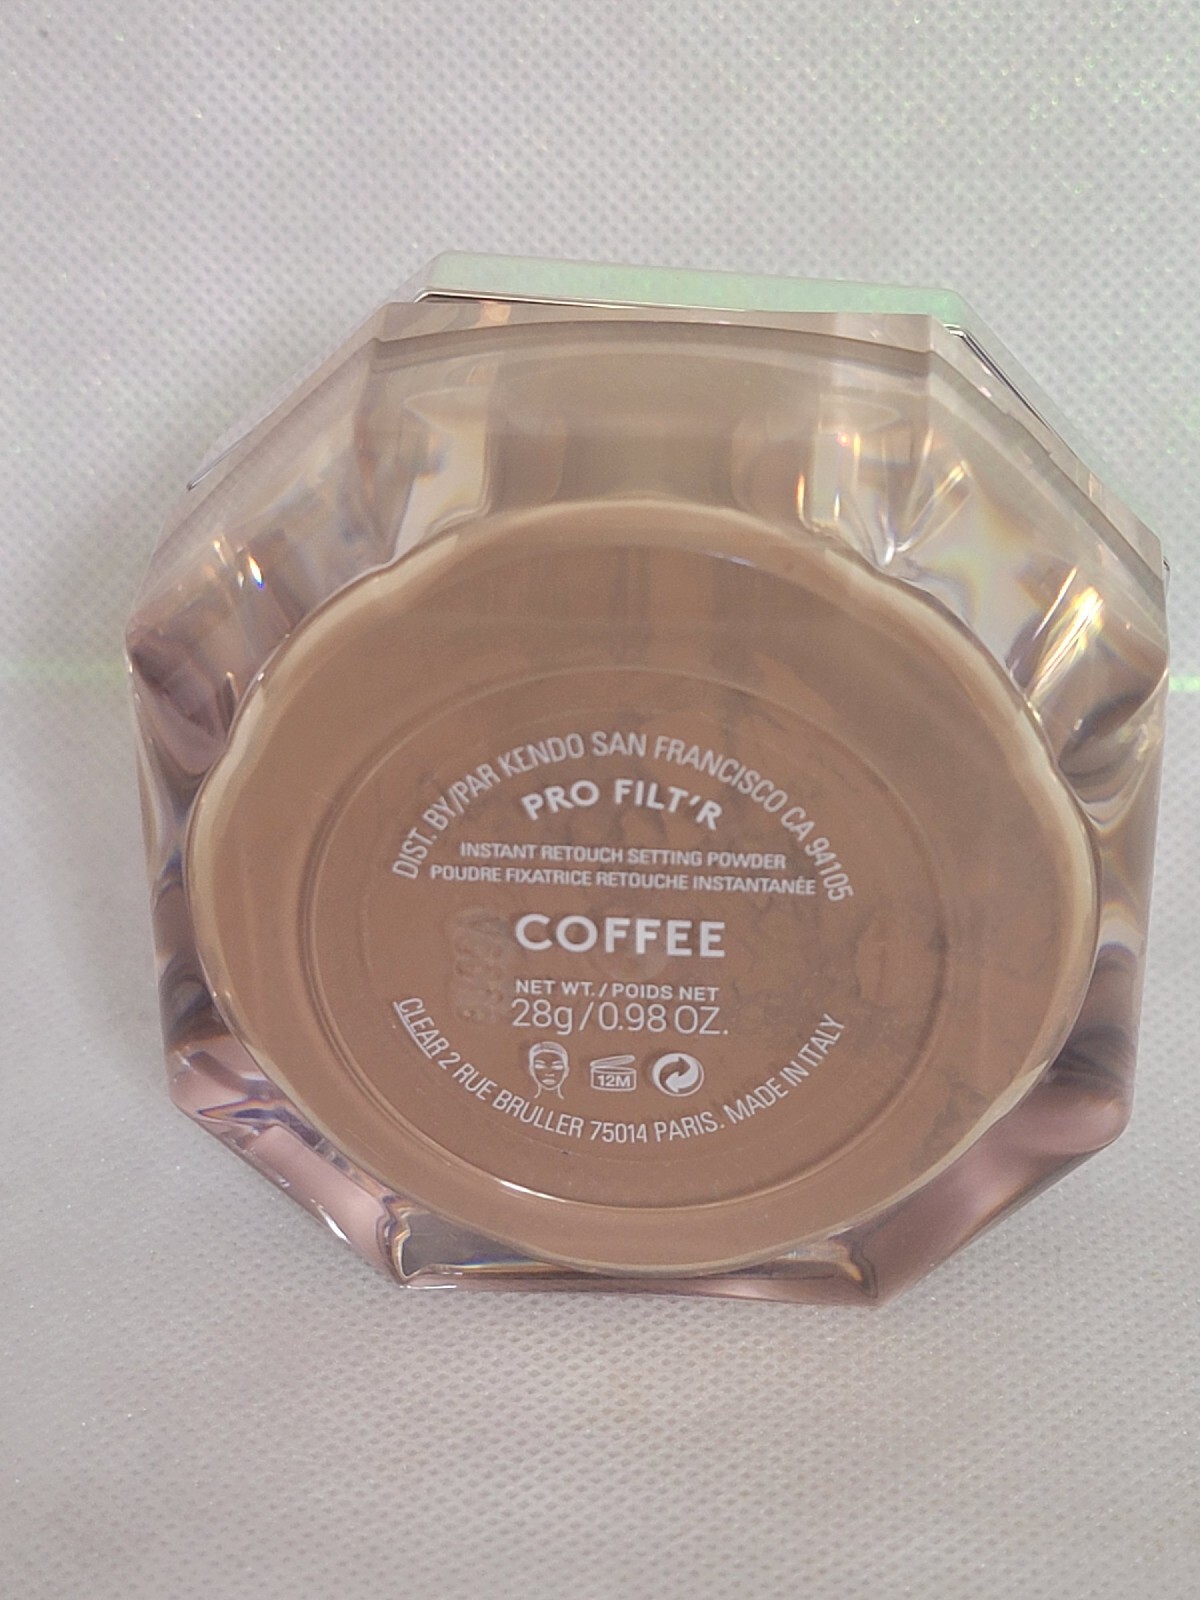 DIST. BY/PAR KENDO SAN FRANCISCO CA 94105
PRO FILT'R
INSTANT RETOUCH SETTING POWDER
POUDRE FIXATRICE RETOUCHE INSTANTANÉE
COFFEE
NET WT. / POIDS NET
28g / 0.98 OZ.
12M
CLEAR 2 RUE BRULLER 75014 PARIS. MADE IN ITALY